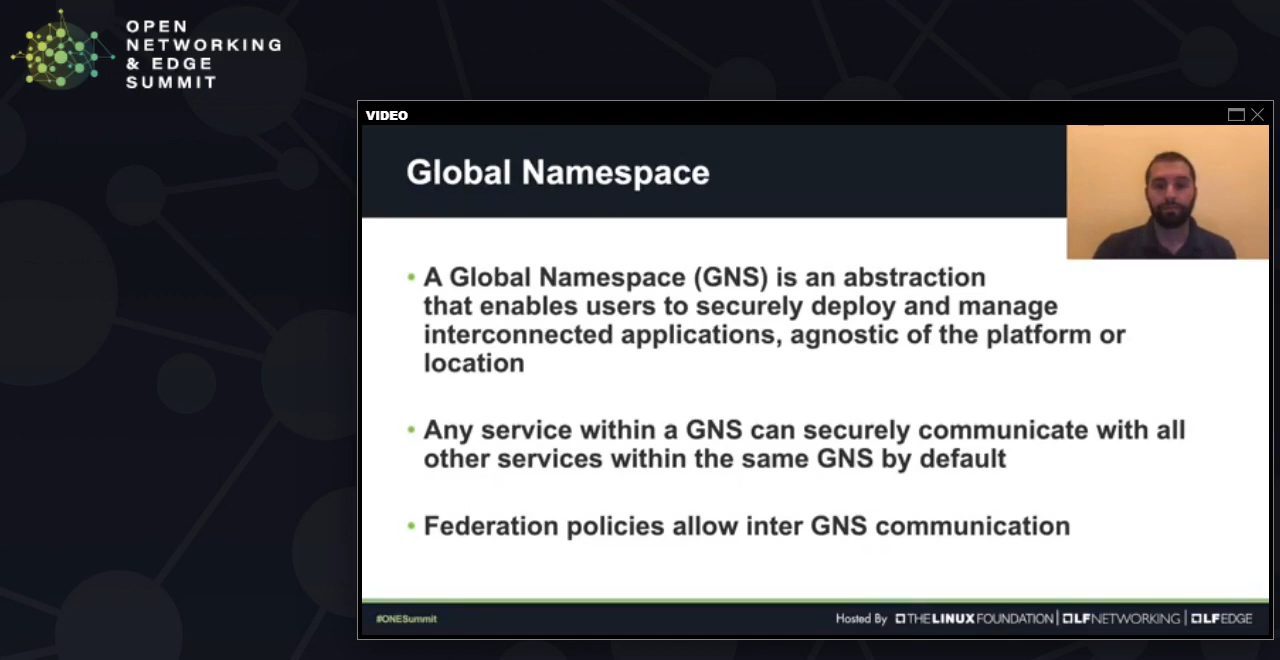 OPEN
NETWORKING
& EDGE
SUMMIT
VIDEO
Global Namespace
• A Global Namespace (GNS) is an abstraction
that enables users to securely deploy and manage
interconnected applications, agnostic of the platform or
location
• Any service within a GNS can securely communicate with all
other services within the same GNS by default
• Federation policies allow inter GNS communication
#ONESummit
Hosted By THE LINUX FOUNDATION | LFNETWORKING | LFEDGE